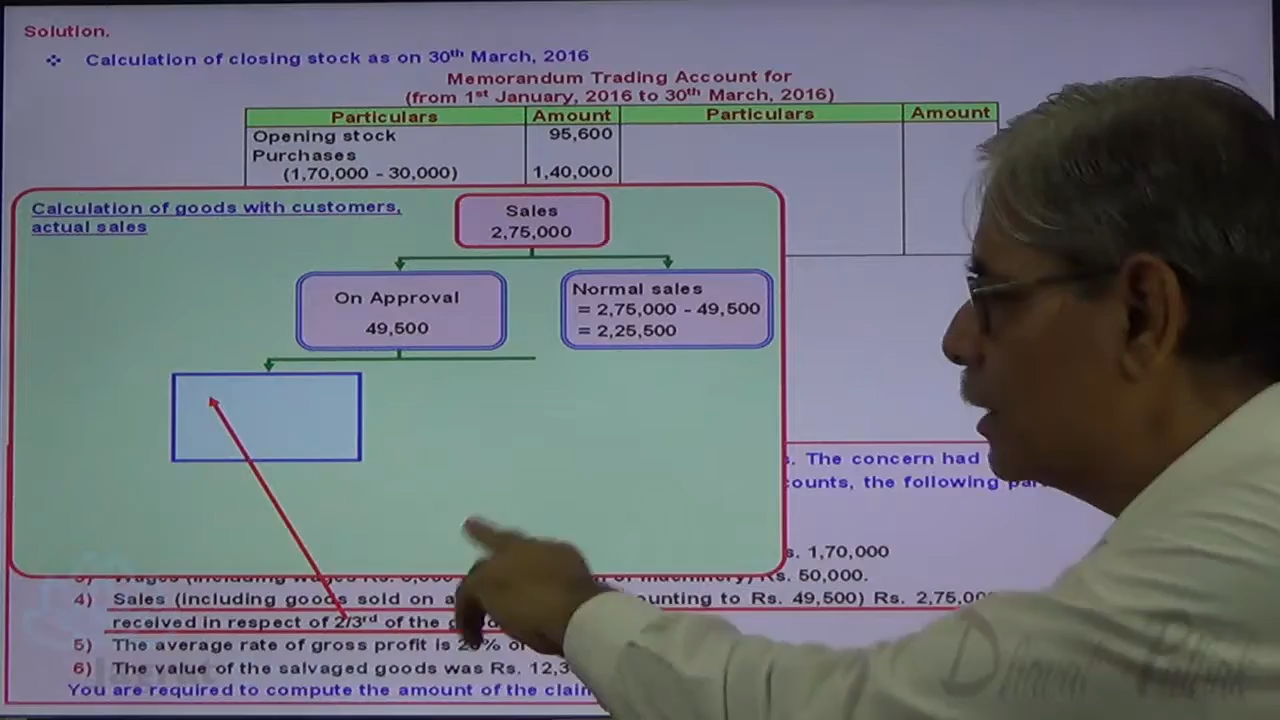 Solution.
❖ Calculation of closing stock as on 30th March, 2016
Memorandum Trading Account for
(from 1st January, 2016 to 30th March, 2016)
Particulars Amount Particulars Amount
Opening stock 95,600
Purchases
(1,70,000 - 30,000) 1,40,000
Calculation of goods with customers,
actual sales
Sales
2,75,000
On Approval
49,500
Normal sales
= 2,75,000 - 49,500
= 2,25,500
s. The concern had
counts, the following
s. 1,70,000
Rs. 50,000.
4) Sales (including goods sold on a unting to Rs. 49,500) Rs. 2,75,00
received in respect of 2/3rd of the
5) The average rate of gross profit is
6) The value of the salvaged goods was Rs. 12,3
You are required to compute the amount of the claim